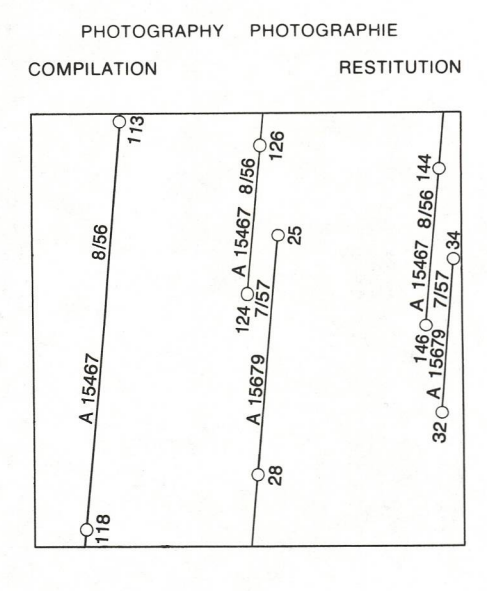 PHOTOGRAPHY PHOTOGRAPHIE
COMPILATION RESTITUTION
113
8/56
A 15467
118
126
8/56
A 15467
124
25
7/57
A 15679
28
144
8/56
A 15467
146
34
7/57
A 15679
32